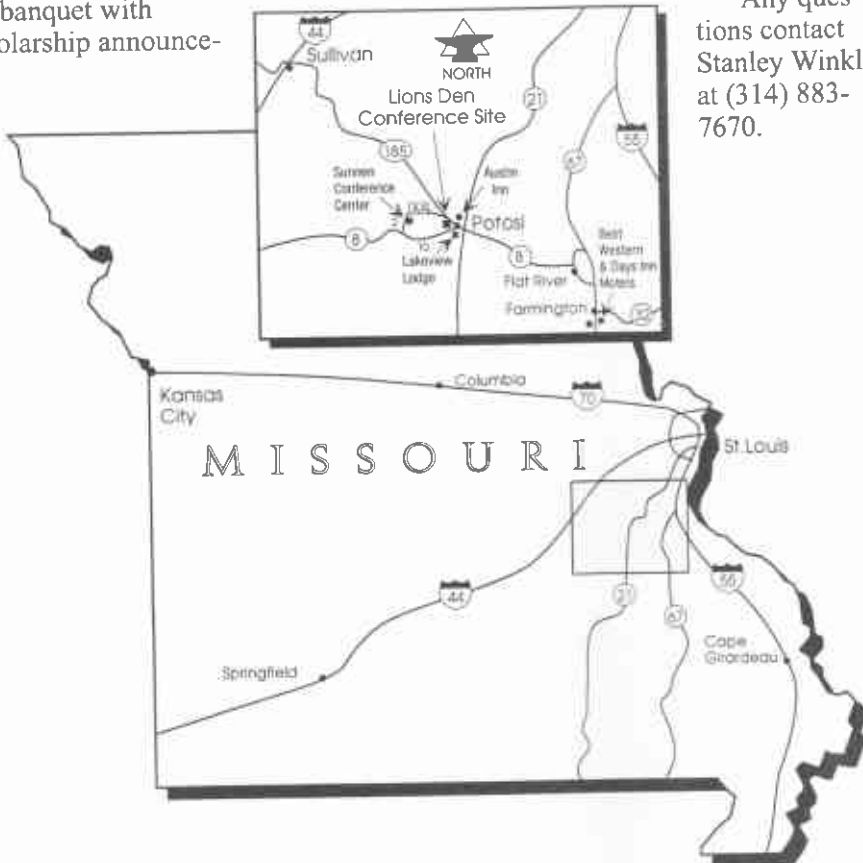 banquet with
olarship announce-
Any ques-
tions contact
Stanley Winkl
at (314) 883-
7670.
44
Sullivan
NORTH
Lions Den
Conference Site
21
55
67
185
Sunnen
Conference
Center
Austin
Inn
Potosi
8
Lakeview
Lodge
8
Flat River
Best
Western
& Days Inn
Motels
Farmington
32
Kansas
City
Columbia
70
St. Louis
MISSOURI
44
21
67
55
Cape
Girardeau
Springfield